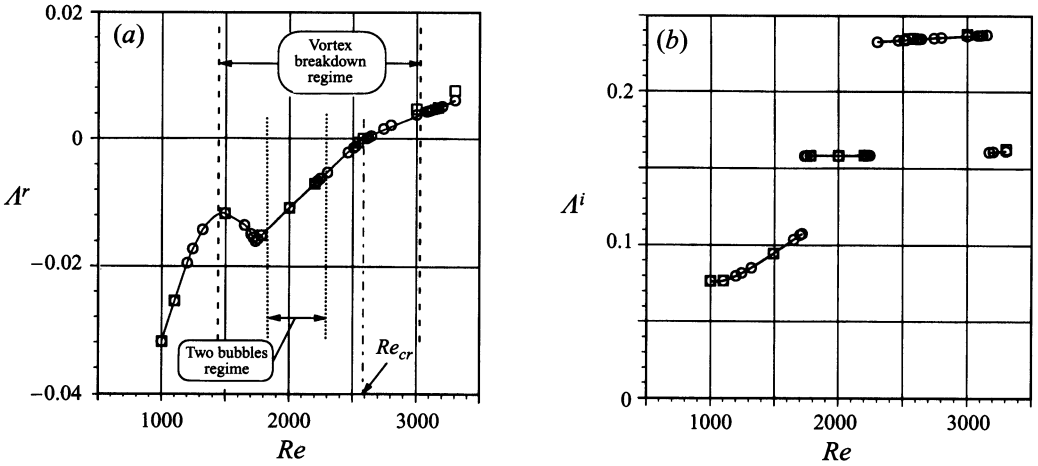 0.02
(a)
Vortex
breakdown
regime
0
Λr
−0.02
Two bubbles
regime
Recr
−0.04
1000 2000 3000
Re
(b)
0.2
Λi
0.1
0
1000 2000 3000
Re